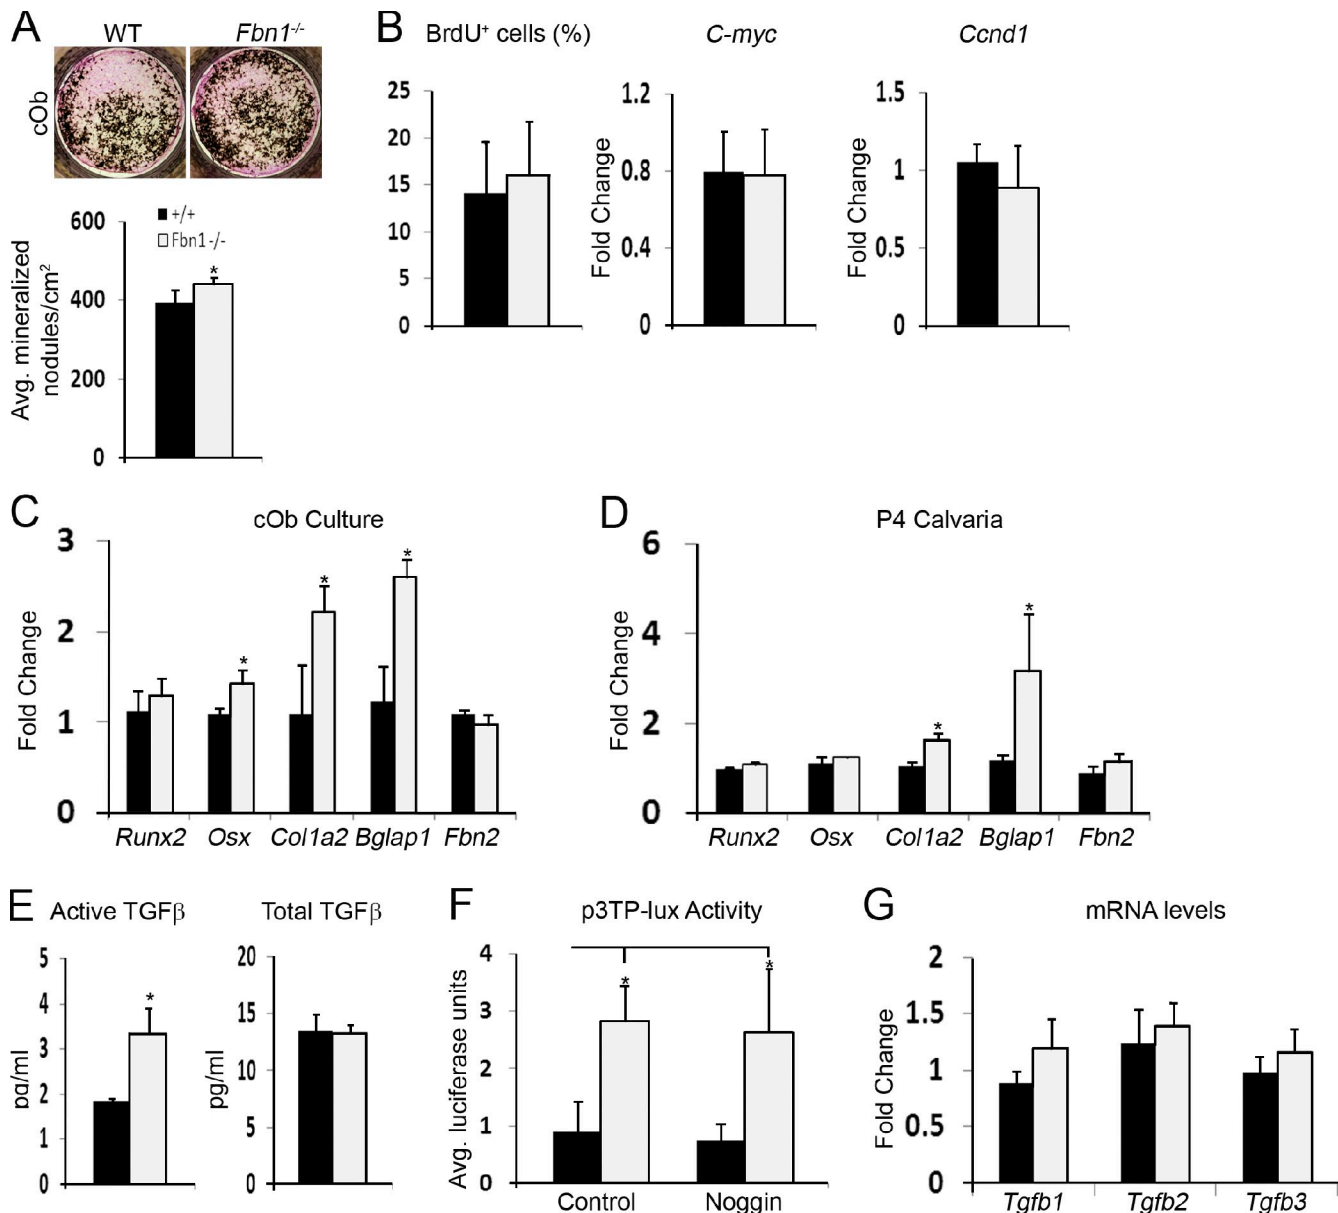 A
WT
Fbn1-/-
cOb
600
400
200
0
Avg. mineralized
nodules/cm2
+/+
Fbn1 -/-
*
B
BrdU+ cells (%)
25
20
15
10
5
0
C-myc
Fold Change
1.2
0.8
0.4
0
Ccnd1
Fold Change
1.5
1
0.5
0
C
cOb Culture
Fold Change
3
2
1
0
* * *
Runx2 Osx Col1a2 Bglap1 Fbn2
D
P4 Calvaria
Fold Change
6
4
2
0
* *
Runx2 Osx Col1a2 Bglap1 Fbn2
E
Active TGFβ
pg/ml
5
4
3
2
1
0
*
Total TGFβ
pg/ml
20
15
10
5
0
F
p3TP-lux Activity
Avg. luciferase units
4
3
2
1
0
* *
Control Noggin
G
mRNA levels
Fold Change
2
1.5
1
0.5
0
Tgfb1 Tgfb2 Tgfb3